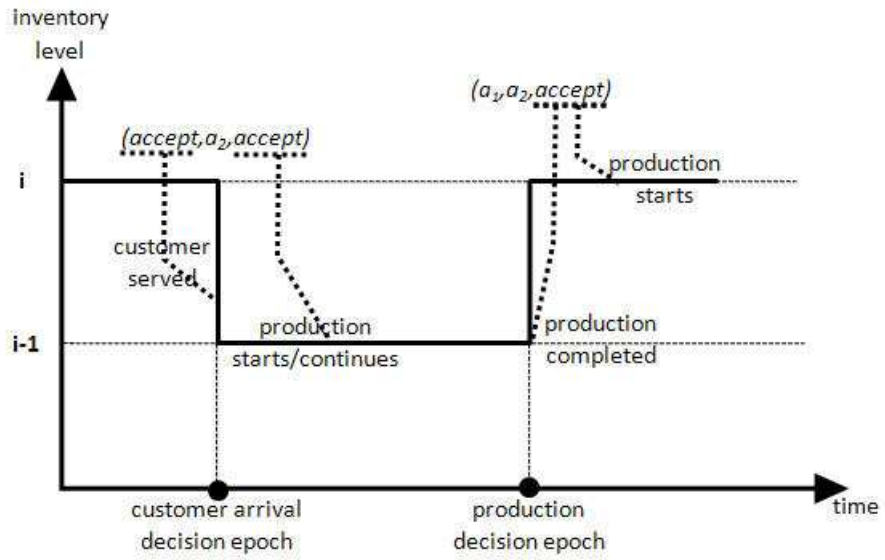 inventory
level
(a₁,a₂,accept)
(accept,a₂,accept)
production
starts
i
customer
served
production
starts/continues
production
completed
i-1
time
customer arrival
decision epoch
production
decision epoch